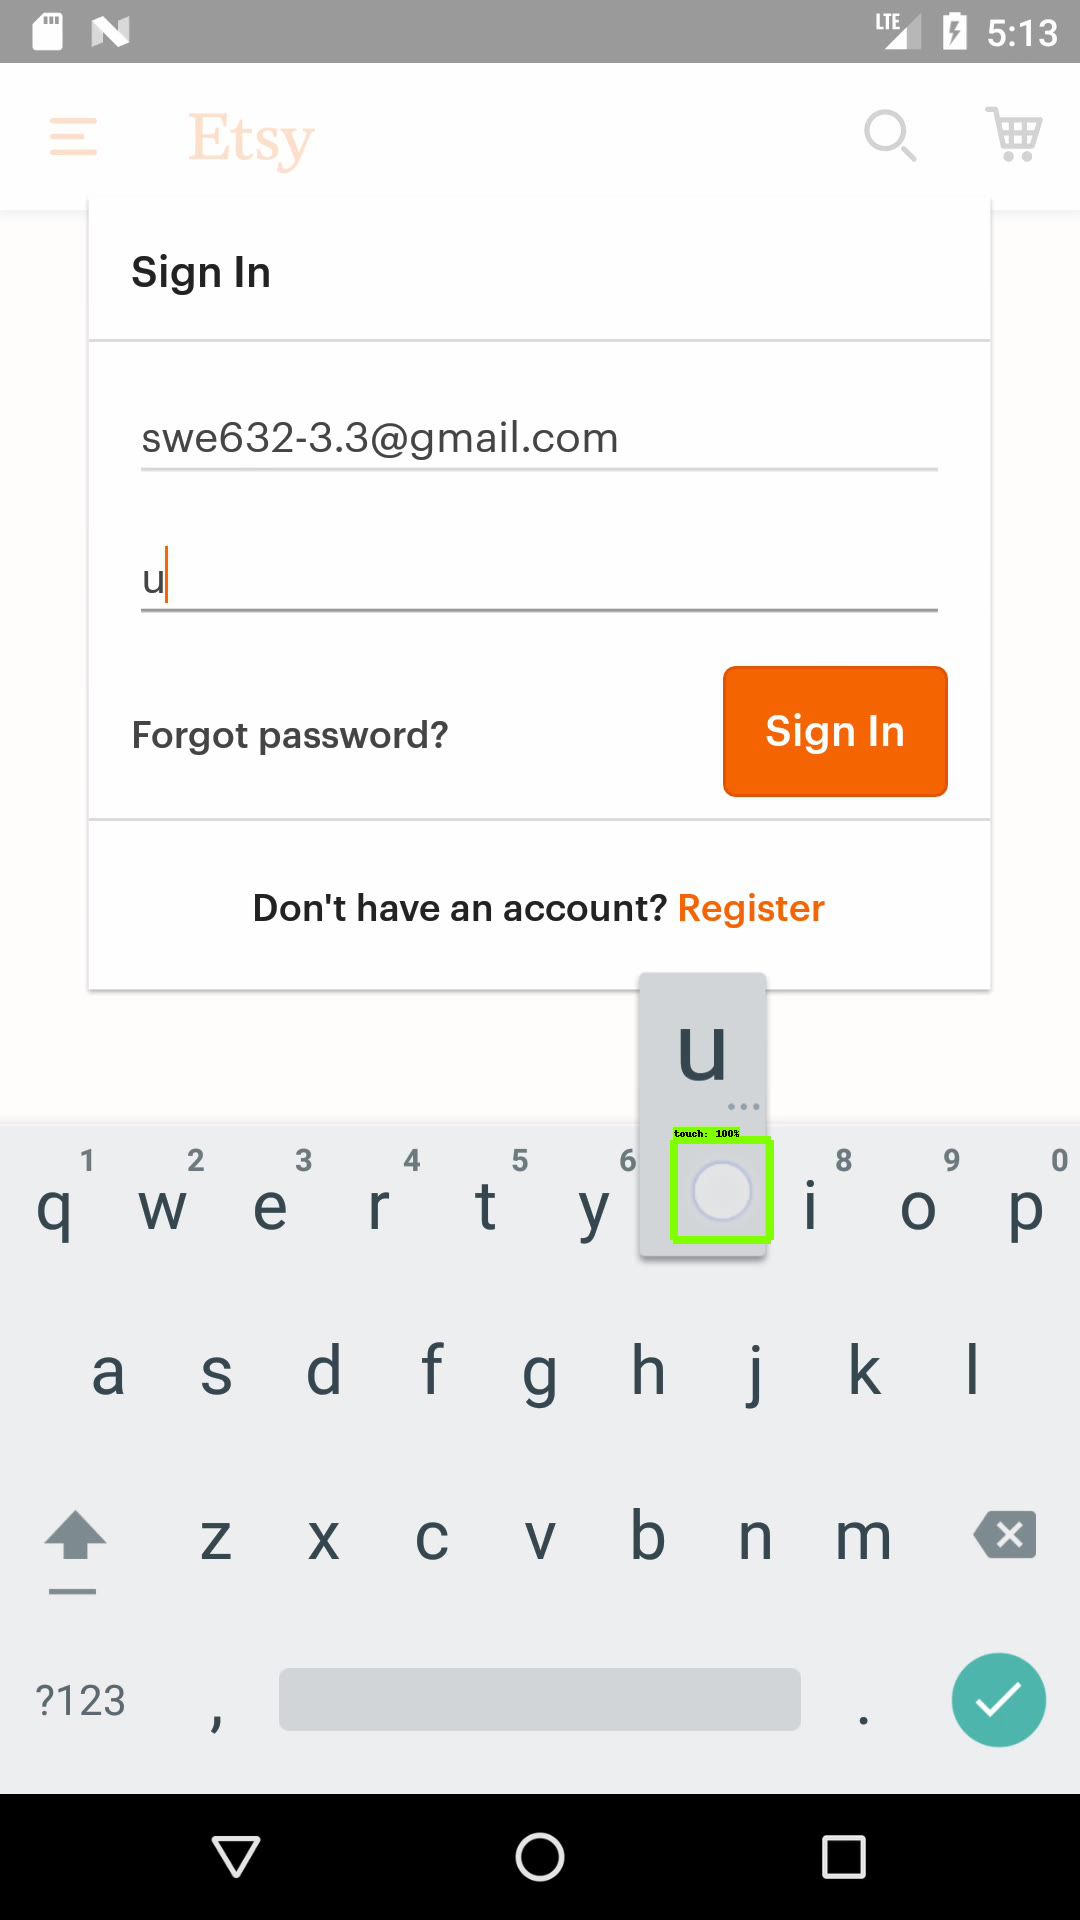 LTE 5:13
Etsy
Sign In
swe632-3.3@gmail.com
u
Forgot password?
Sign In
Don't have an account? Register
u
...
touch: 100%
1 2 3 4 5 6 8 9 0
q w e r t y i o p
a s d f g h j k l
z x c v b n m
?123 , .